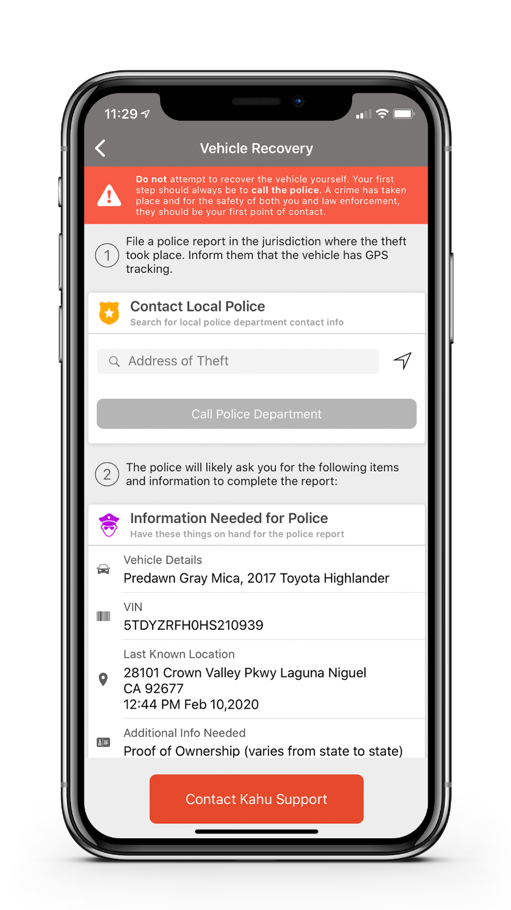 11:29
Vehicle Recovery
Do not attempt to recover the vehicle yourself. Your first
step should always be to call the police. A crime has taken
place and for the safety of both you and law enforcement,
they should be your first point of contact.
1
File a police report in the jurisdiction where the theft
took place. Inform them that the vehicle has GPS
tracking.
Contact Local Police
Search for local police department contact info
Address of Theft
Call Police Department
2
The police will likely ask you for the following items
and information to complete the report:
Information Needed for Police
Have these things on hand for the police report
Vehicle Details
Predawn Gray Mica, 2017 Toyota Highlander
VIN
5TDYZRFH0HS210939
Last Known Location
28101 Crown Valley Pkwy Laguna Niguel
CA 92677
12:44 PM Feb 10,2020
Additional Info Needed
Proof of Ownership (varies from state to state)
Contact Kahu Support